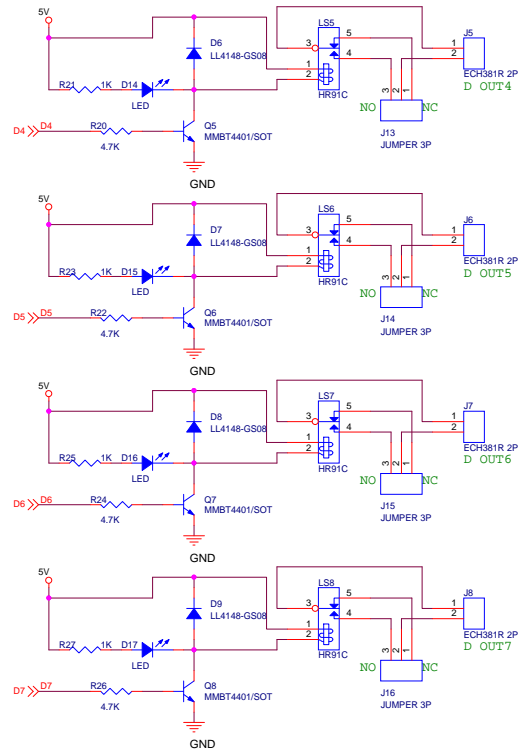 5V
D6
LL4148-GS08
R21 1K D14
LED
D4 D4 R20
4.7K
Q5
MMBT4401/SOT
GND
LS5
3 5
4
1
2
HR91C
J5
1
2
ECH381R 2P
D OUT4
NO 3 2 1 NC
J13
JUMPER 3P
5V
D7
LL4148-GS08
R23 1K D15
LED
D5 D5 R22
4.7K
Q6
MMBT4401/SOT
GND
LS6
3 5
4
1
2
HR91C
J6
1
2
ECH381R 2P
D OUT5
NO 3 2 1 NC
J14
JUMPER 3P
5V
D8
LL4148-GS08
R25 1K D16
LED
D6 D6 R24
4.7K
Q7
MMBT4401/SOT
GND
LS7
3 5
4
1
2
HR91C
J7
1
2
ECH381R 2P
D OUT6
NO 3 2 1 NC
J15
JUMPER 3P
5V
D9
LL4148-GS08
R27 1K D17
LED
D7 D7 R26
4.7K
Q8
MMBT4401/SOT
GND
LS8
3 5
4
1
2
HR91C
J8
1
2
ECH381R 2P
D OUT7
NO 3 2 1 NC
J16
JUMPER 3P